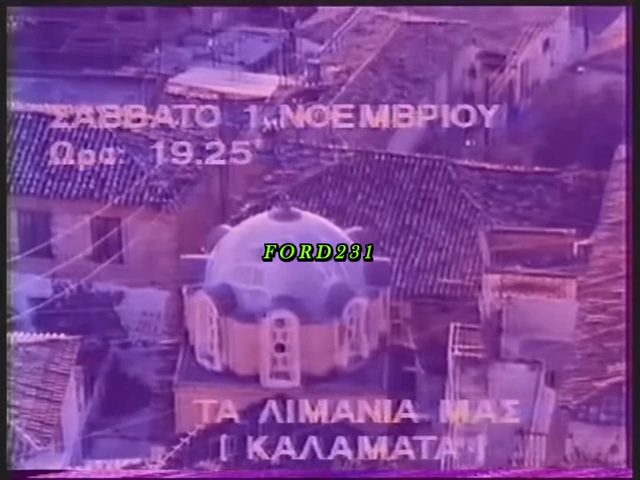 ΣΑΒΒΑΤΟ 1 ΝΟΕΜΒΡΙΟΥ
Ωρα: 19.25'
FORD231
ΤΑ ΛΙΜΑΝΙΑ ΜΑΣ
( ΚΑΛΑΜΑΤΑ )